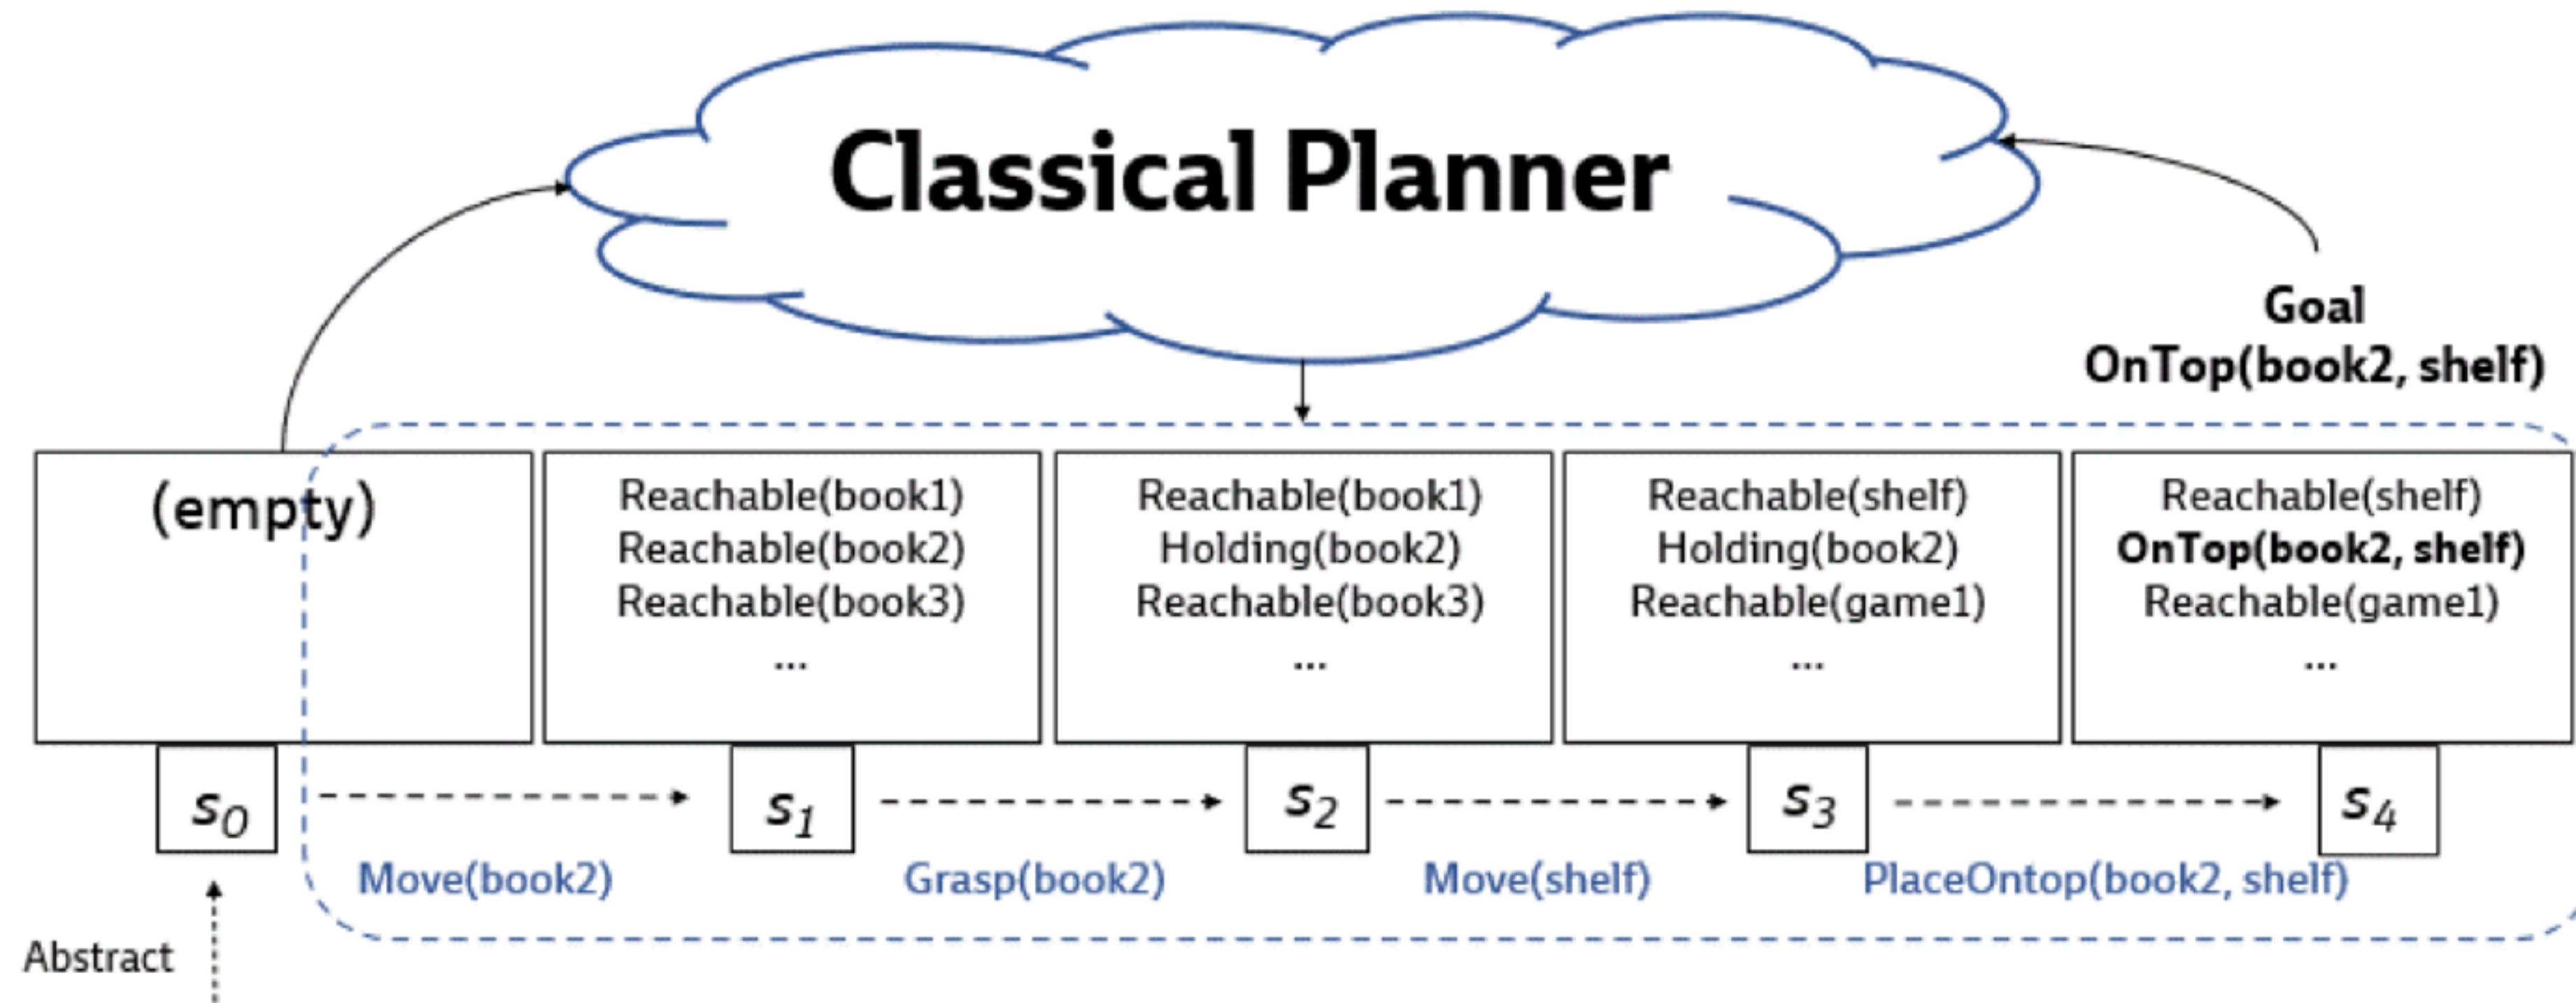 Classical Planner
Goal
OnTop(book2, shelf)
(empty)
Reachable(book1)
Reachable(book2)
Reachable(book3)
...
Reachable(book1)
Holding(book2)
Reachable(book3)
...
Reachable(shelf)
Holding(book2)
Reachable(game1)
...
Reachable(shelf)
OnTop(book2, shelf)
Reachable(game1)
...
s0
s1
s2
s3
s4
Move(book2)
Grasp(book2)
Move(shelf)
PlaceOntop(book2, shelf)
Abstract